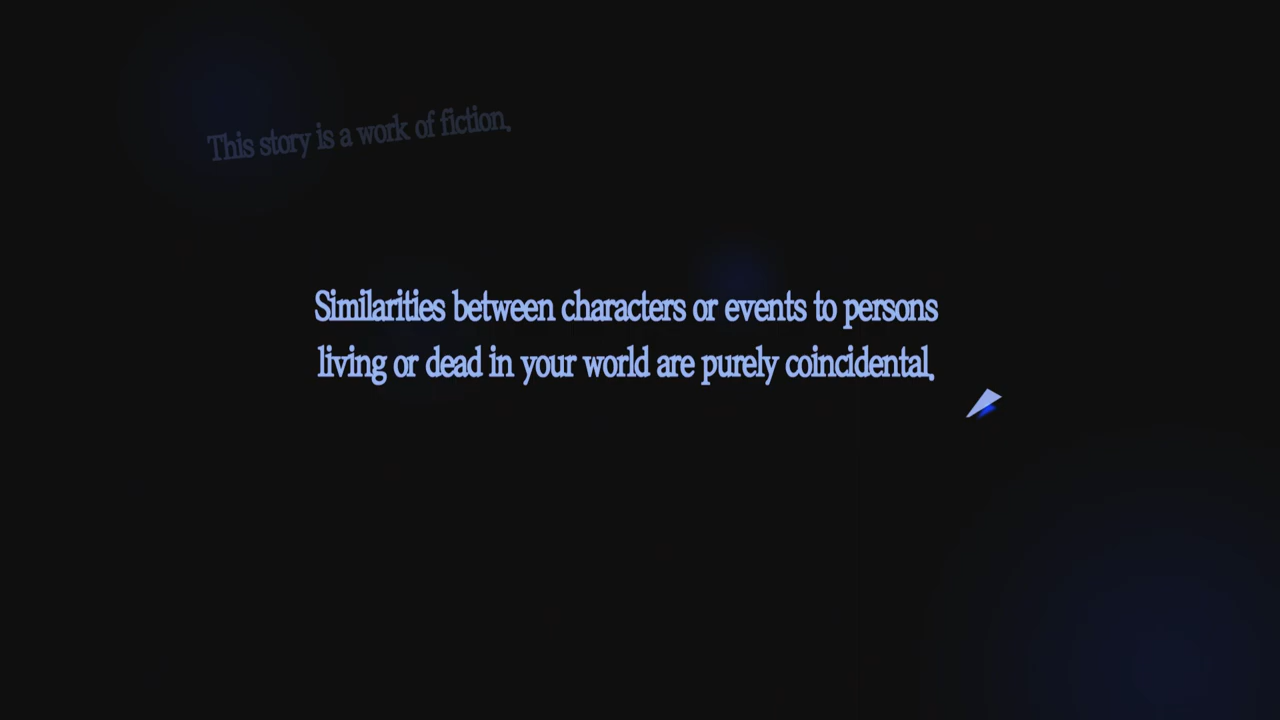 This story is a work of fiction.
Similarities between characters or events to persons
living or dead in your world are purely coincidental.